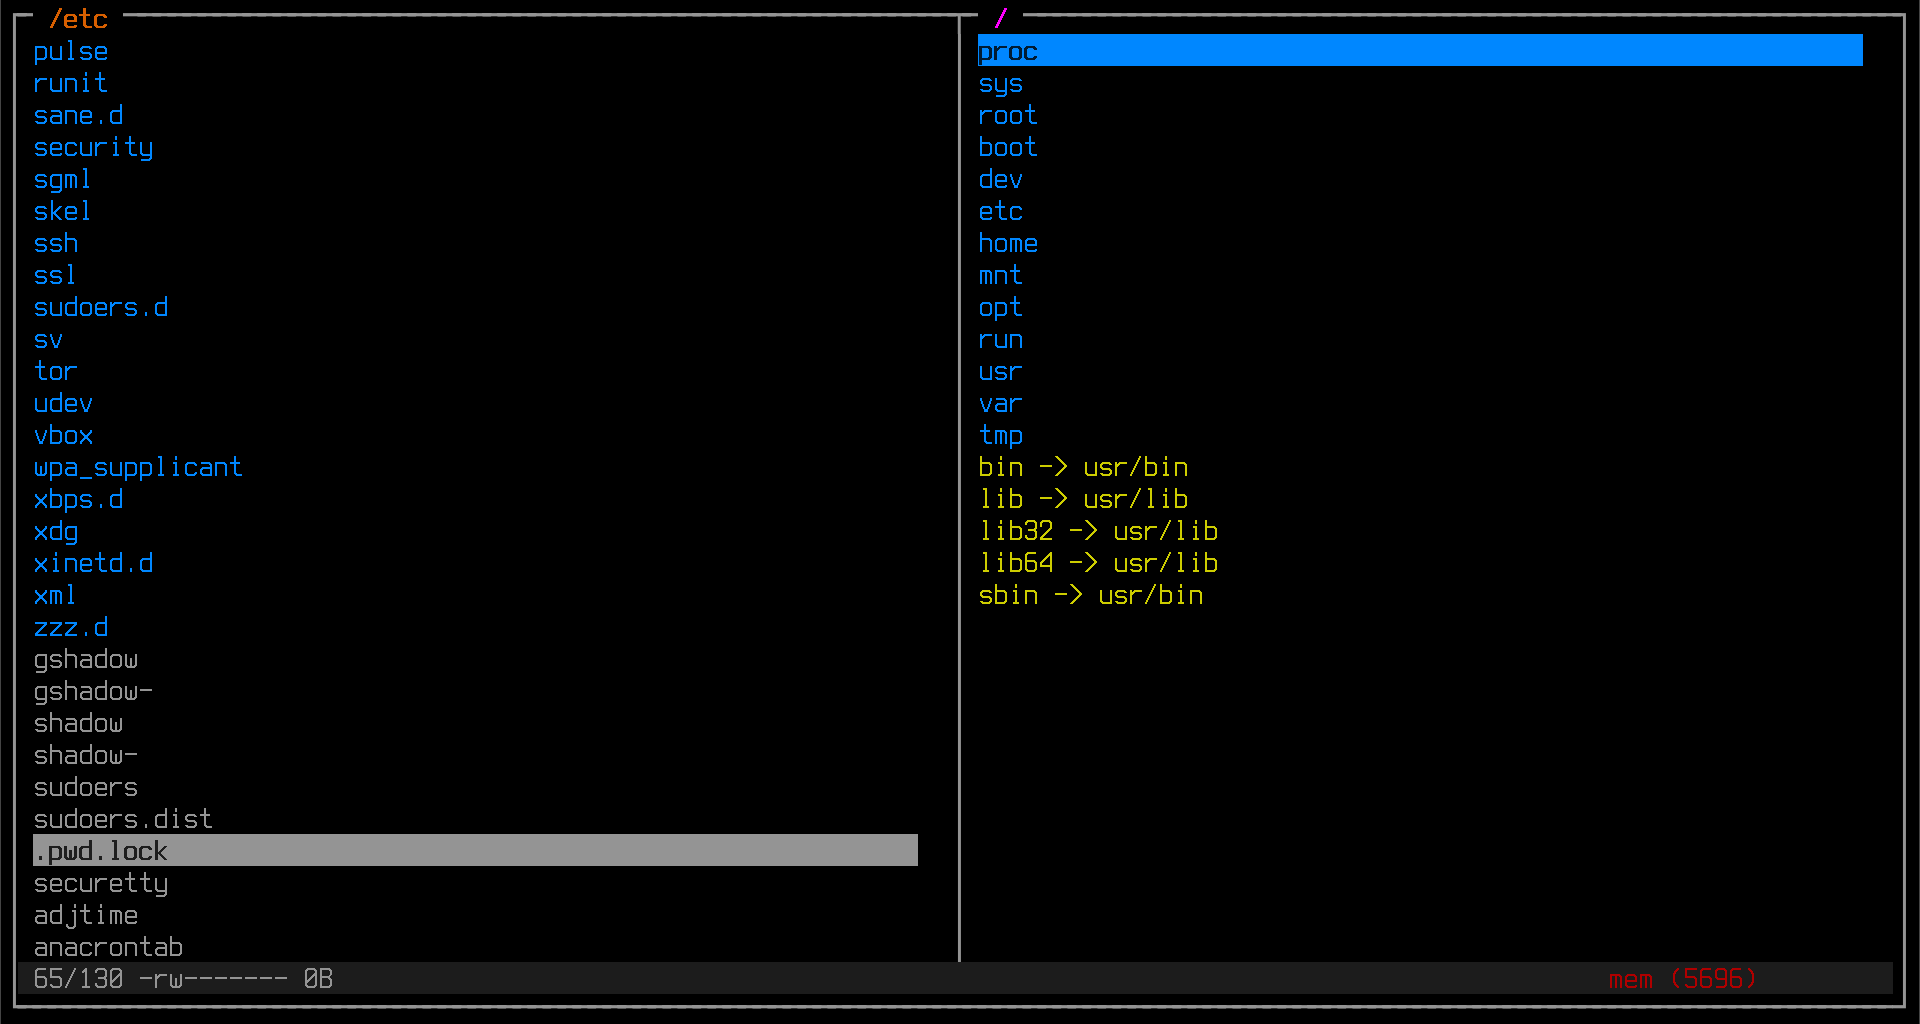 /etc
pulse
runit
sane.d
security
sgml
skel
ssh
ssl
sudoers.d
sv
tor
udev
vbox
wpa_supplicant
xbps.d
xdg
xinetd.d
xml
zzz.d
gshadow
gshadow-
shadow
shadow-
sudoers
sudoers.dist
.pwd.lock
securetty
adjtime
anacrontab
/
proc
sys
root
boot
dev
etc
home
mnt
opt
run
usr
var
tmp
bin -> usr/bin
lib -> usr/lib
lib32 -> usr/lib
lib64 -> usr/lib
sbin -> usr/bin
65/130 -rw------- 0B
mem (5696)